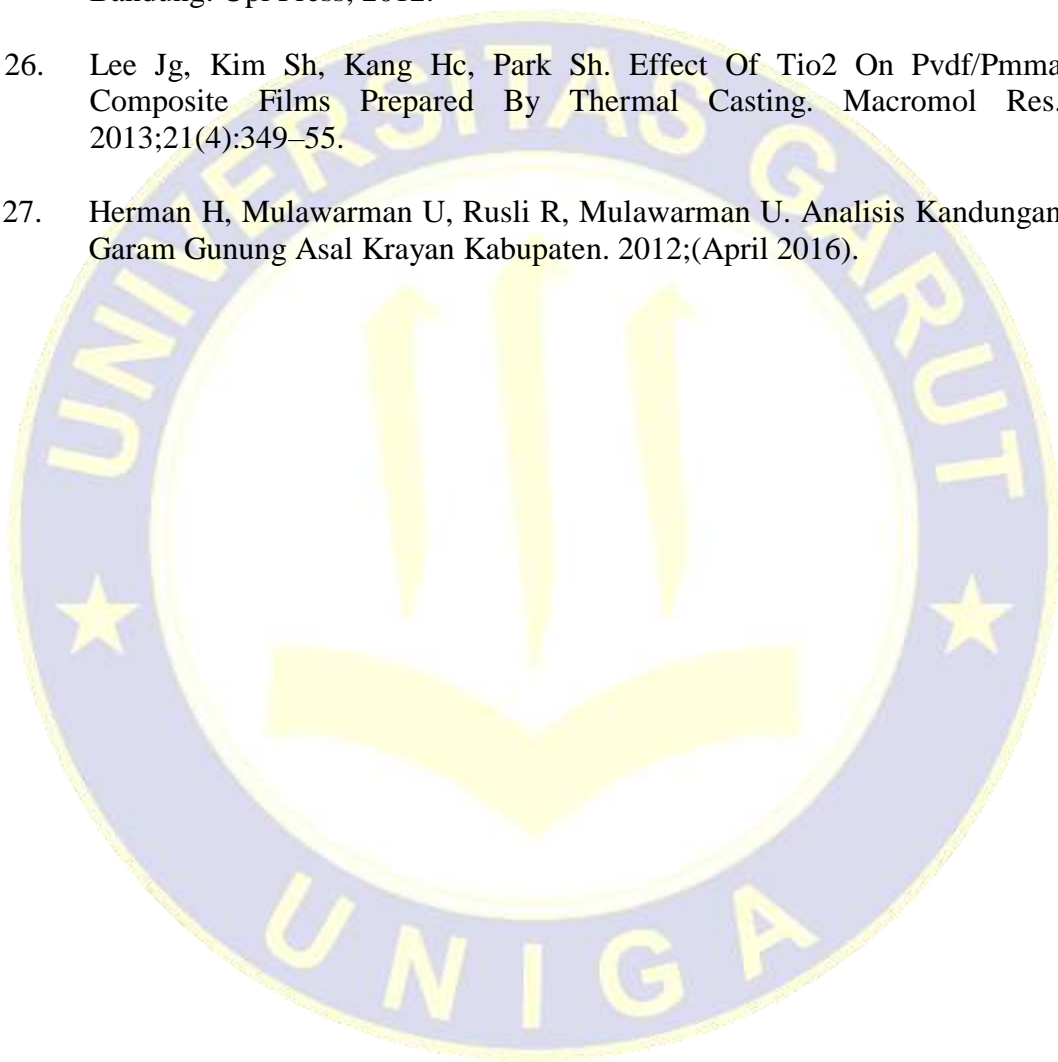 Bandung: Upi Press; 2012.
26. Lee Jg, Kim Sh, Kang Hc, Park Sh. Effect Of Tio2 On Pvdf/Pmma
Composite Films Prepared By Thermal Casting. Macromol Res.
2013;21(4):349–55.
27. Herman H, Mulawarman U, Rusli R, Mulawarman U. Analisis Kandungan
Garam Gunung Asal Krayan Kabupaten. 2012;(April 2016).
UNIVERSITAS GARUT
UNIGA